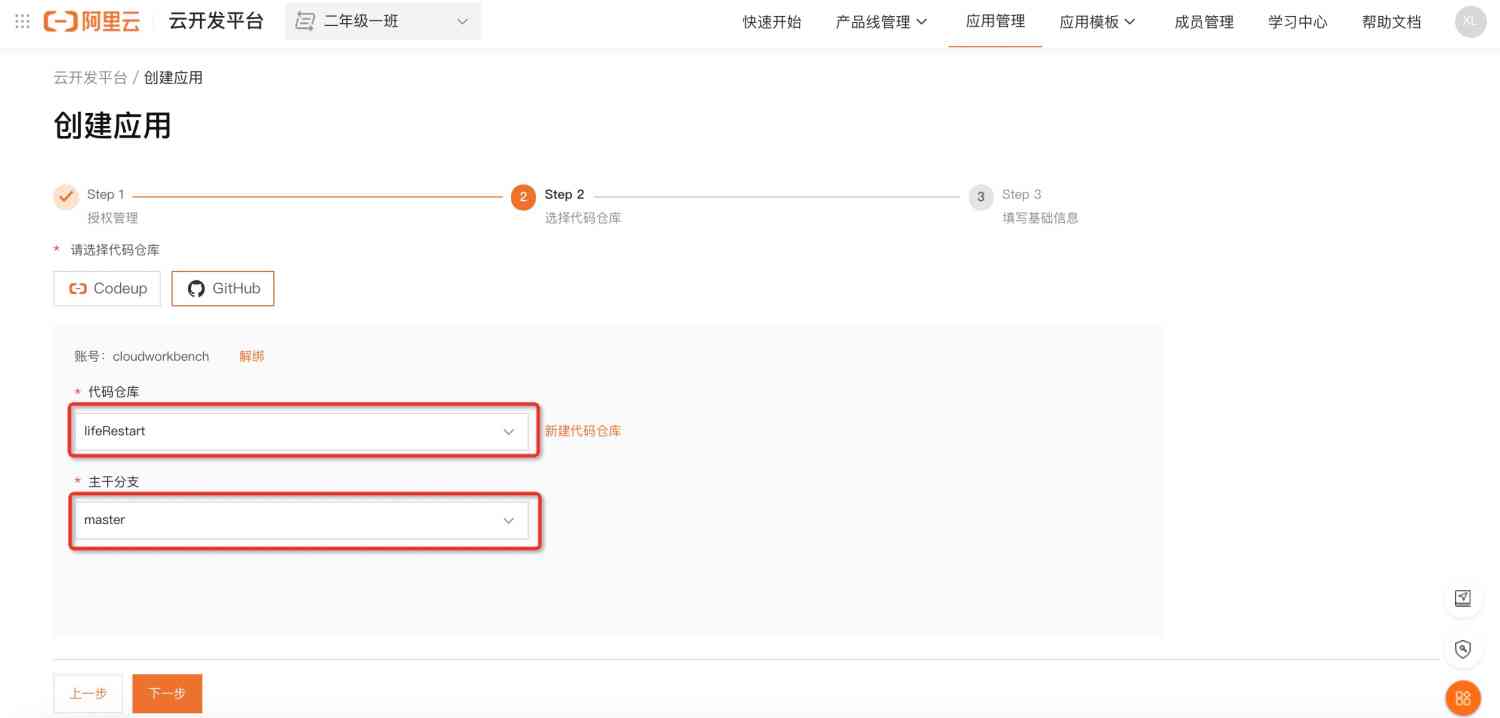 阿里云 云开发平台 二年级一班 快速开始 产品线管理 应用管理 应用模板 成员管理 学习中心 帮助文档 XL
云开发平台 / 创建应用
创建应用
Step 1 2 Step 2 3 Step 3
授权管理 选择代码仓库 填写基础信息
* 请选择代码仓库
Codeup GitHub
账号：cloudworkbench 解绑
* 代码仓库
lifeRestart 新建代码仓库
* 主干分支
master
上一步 下一步